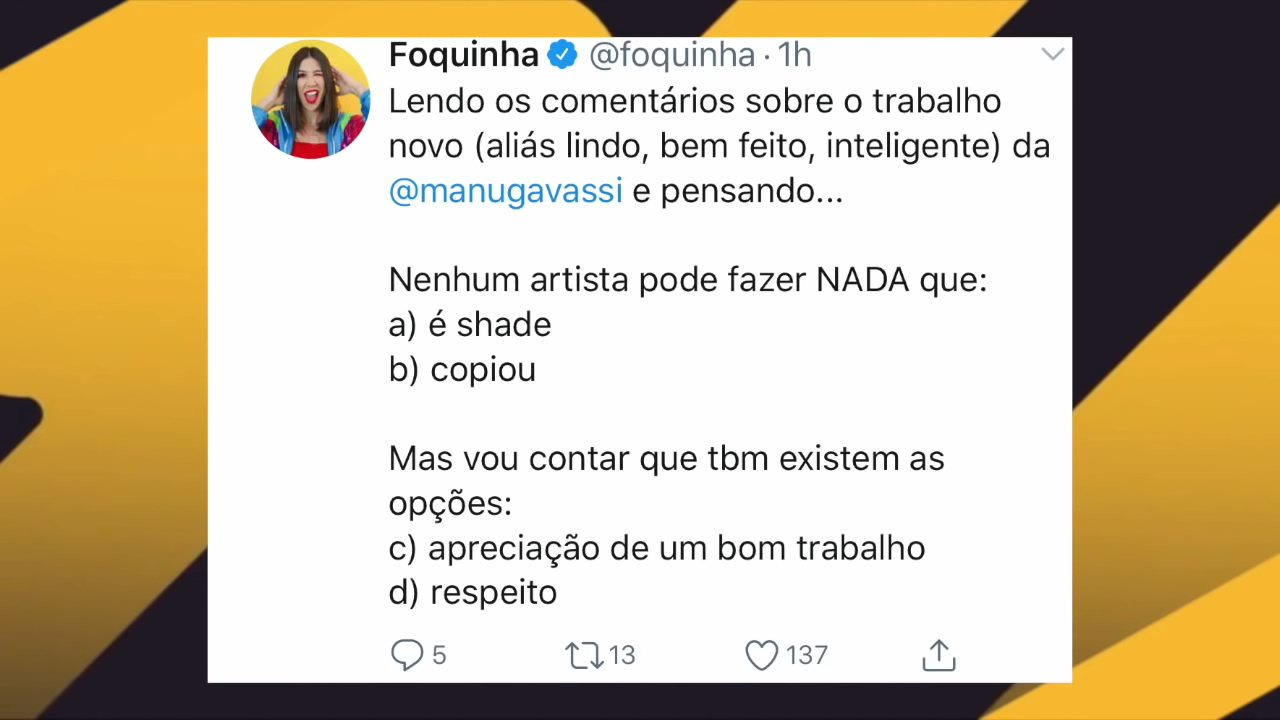 Foquinha @foquinha · 1h
Lendo os comentários sobre o trabalho
novo (aliás lindo, bem feito, inteligente) da
@manugavassi e pensando...
Nenhum artista pode fazer NADA que:
a) é shade
b) copiou
Mas vou contar que tbm existem as
opções:
c) apreciação de um bom trabalho
d) respeito
5 13 137